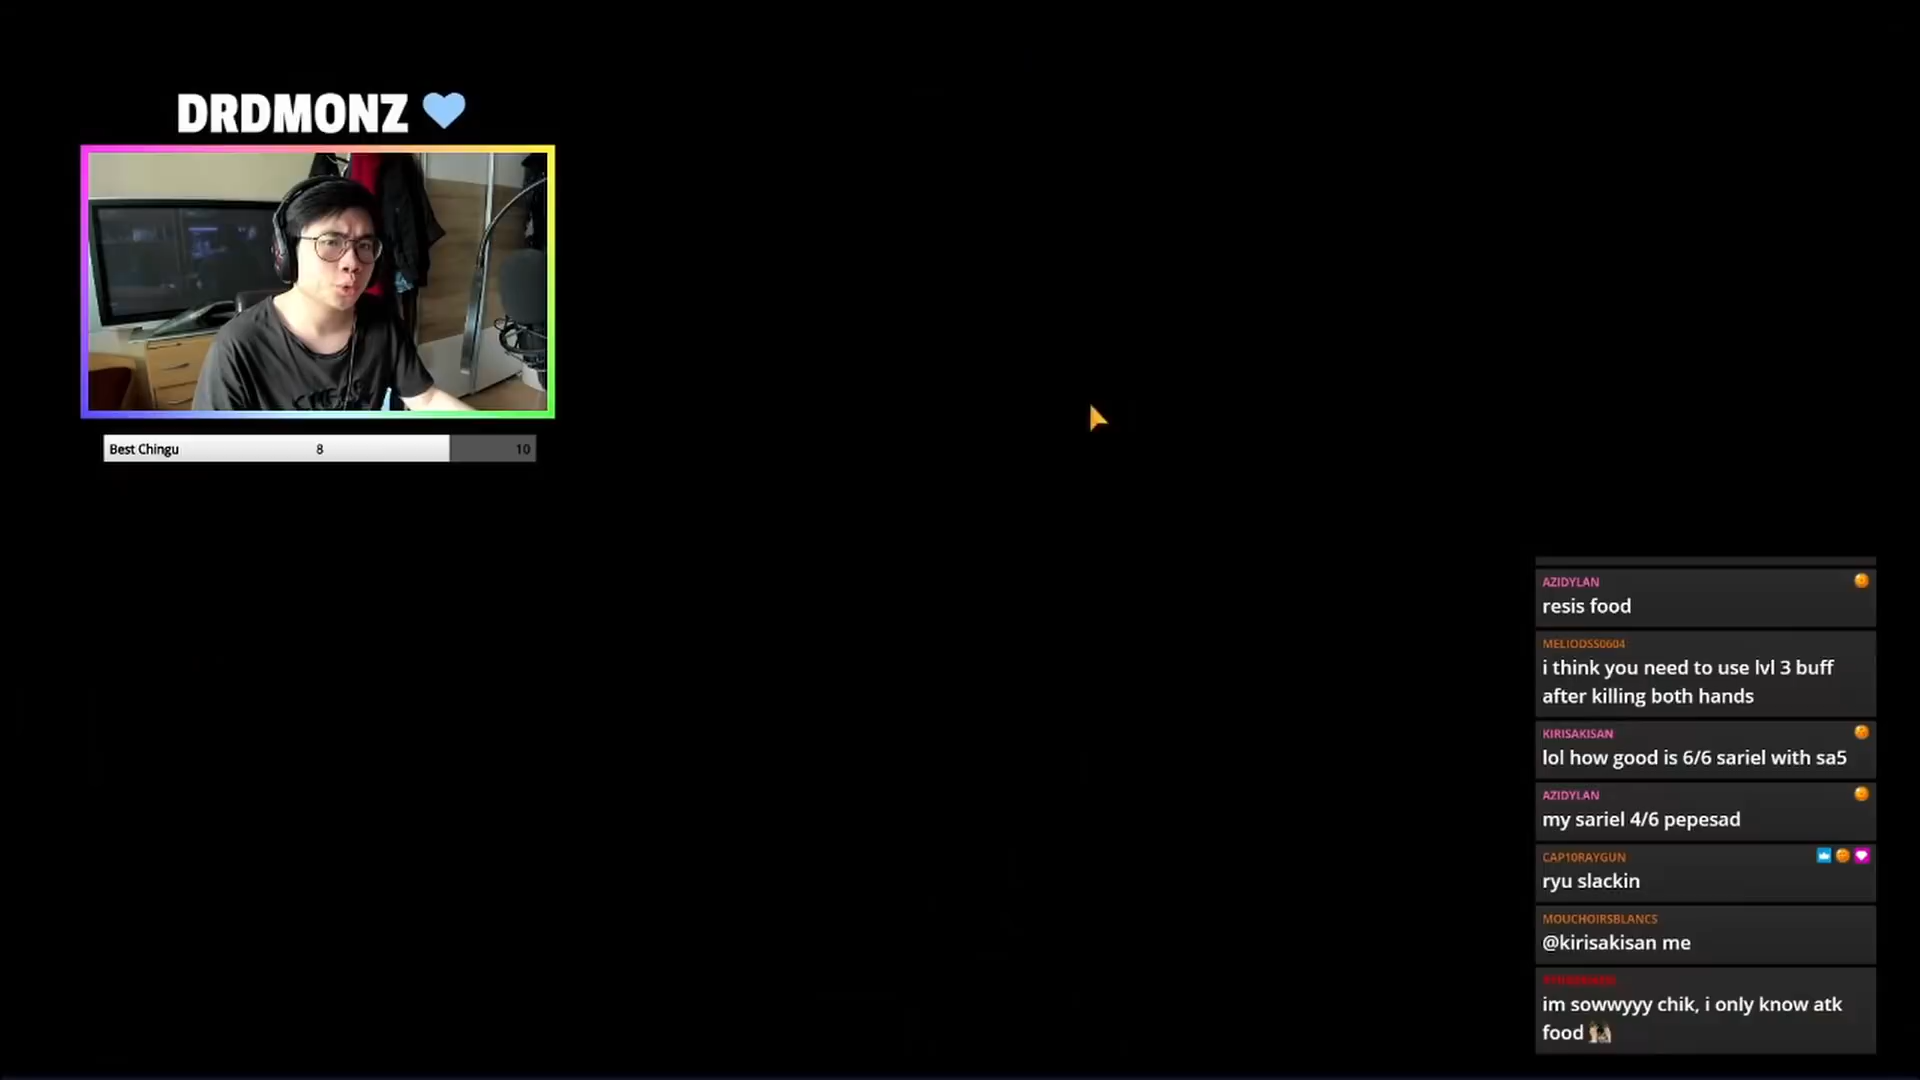 DRDMONZ
Best Chingu 8 10
AZIDYLAN
resis food
MELIODSS0604
i think you need to use lvl 3 buff
after killing both hands
KIRISAKISAN
lol how good is 6/6 sariel with sa5
AZIDYLAN
my sariel 4/6 pepesad
CAP10RAYGUN
ryu slackin
MOUCHOIRSBLANCS
@kirisakisan me
im sowwyyy chik, i only know atk
food